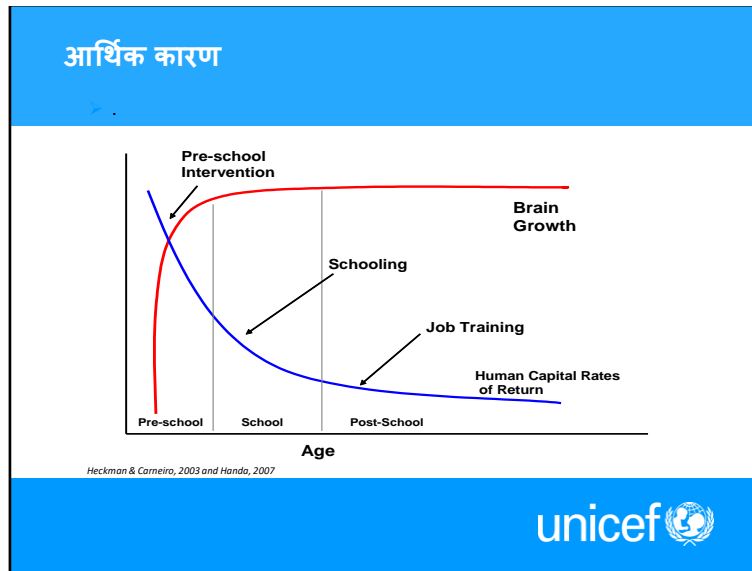 आर्थिक कारण
➢ .
Pre-school
Intervention
Brain
Growth
Schooling
Job Training
Human Capital Rates
of Return
Pre-school School Post-School
Age
Heckman & Carneiro, 2003 and Handa, 2007
unicef